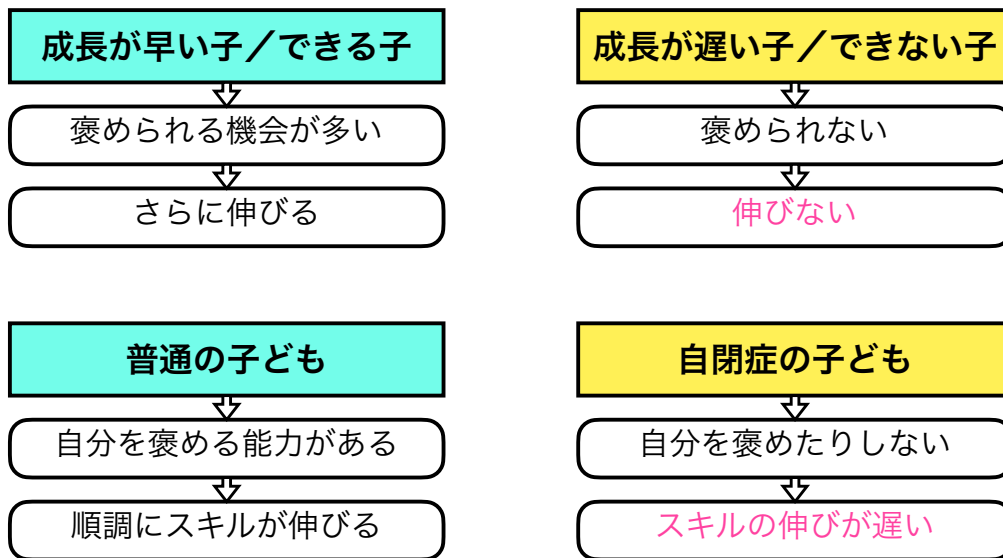 成長が早い子／できる子
褒められる機会が多い
さらに伸びる
成長が遅い子／できない子
褒められない
伸びない
普通の子ども
自分を褒める能力がある
順調にスキルが伸びる
自閉症の子ども
自分を褒めたりしない
スキルの伸びが遅い